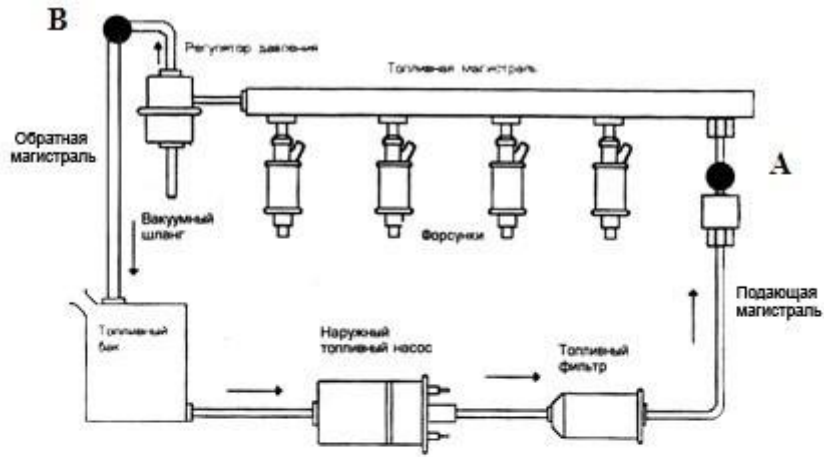 В
Регулятор давления
Топливная магистраль
Обратная
магистраль
А
Вакуумный
шланг
Форсунки
Подающая
магистраль
Топливный
бак
Наружный
топливный насос
Топливный
фильтр